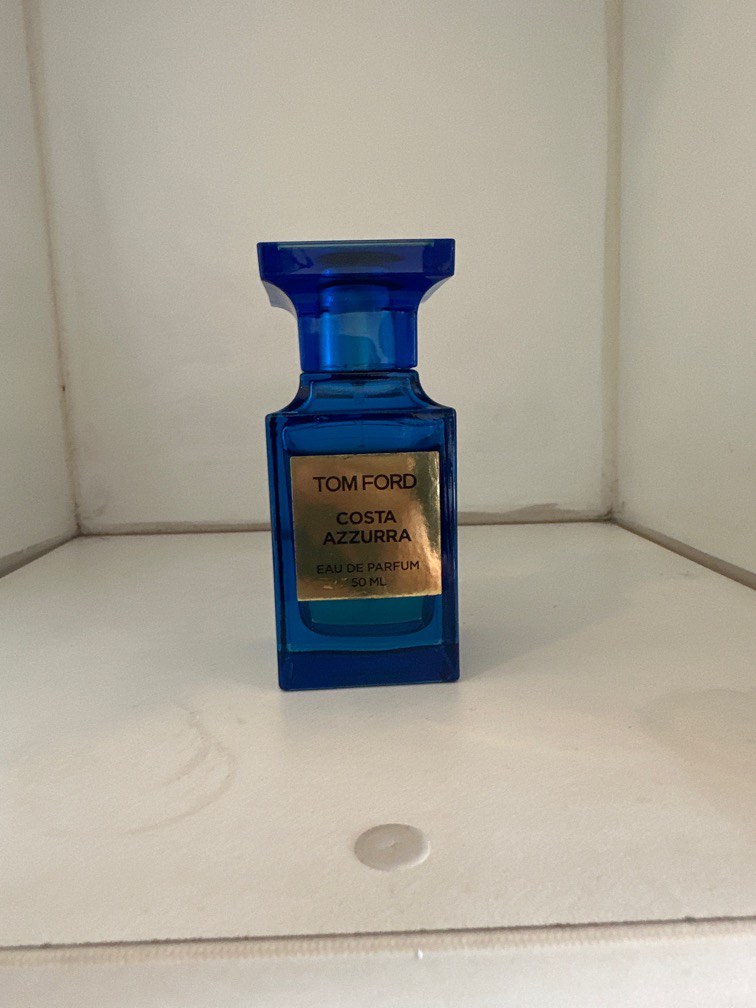 TOM FORD
COSTA
AZZURRA
EAU DE PARFUM
50 ML